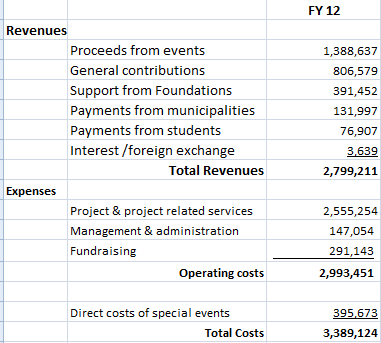 FY 12
Revenues
Proceeds from events 1,388,637
General contributions 806,579
Support from Foundations 391,452
Payments from municipalities 131,997
Payments from students 76,907
Interest /foreign exchange 3,639
Total Revenues 2,799,211
Expenses
Project & project related services 2,555,254
Management & administration 147,054
Fundraising 291,143
Operating costs 2,993,451
Direct costs of special events 395,673
Total Costs 3,389,124